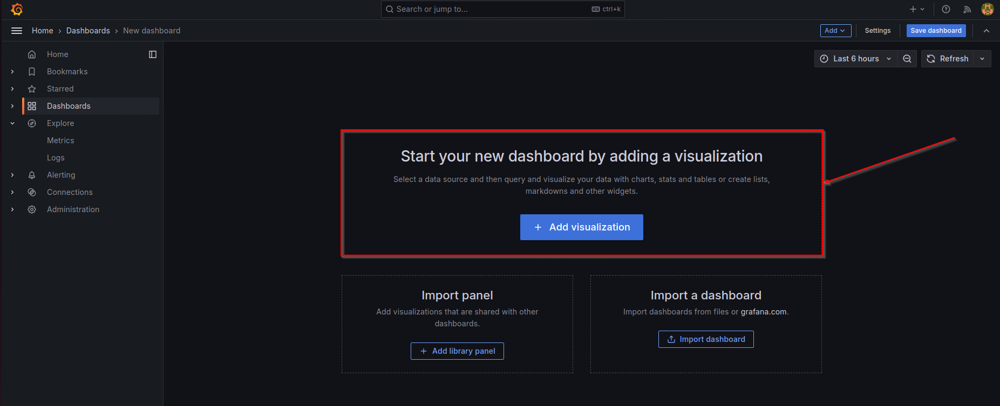 Search or jump to...
ctrl+k
Home › Dashboards › New dashboard
Add
Settings
Save dashboard
Home
Bookmarks
Starred
Dashboards
Explore
Metrics
Logs
Alerting
Connections
Administration
Last 6 hours
Refresh
Start your new dashboard by adding a visualization
Select a data source and then query and visualize your data with charts, stats and tables or create lists,
markdowns and other widgets.
+ Add visualization
Import panel
Add visualizations that are shared with other
dashboards.
+ Add library panel
Import a dashboard
Import dashboards from files or grafana.com.
Import dashboard